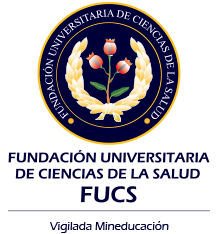 FUNDACIÓN UNIVERSITARIA DE CIENCIAS DE LA SALUD
FUNDACIÓN UNIVERSITARIA
DE CIENCIAS DE LA SALUD
FUCS
Vigilada Mineducación